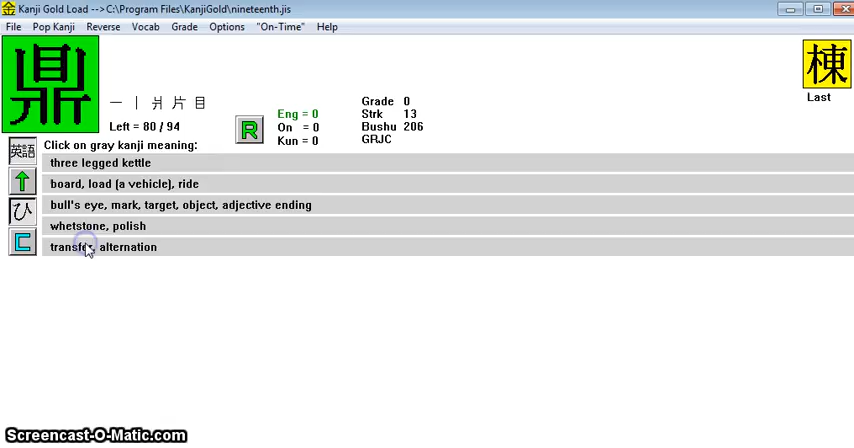 金 Kanji Gold Load -->C:\Program Files\KanjiGold\nineteenth.jis
File Pop Kanji Reverse Vocab Grade Options "On-Time" Help
鼎
棟
Last
一 丨 爿 片 目
Left = 80 / 94
R
Eng = 0
On = 0
Kun = 0
Grade 0
Strk 13
Bushu 206
GRJC
英語
Click on gray kanji meaning:
three legged kettle
board, load (a vehicle), ride
ひ
bull's eye, mark, target, object, adjective ending
whetstone, polish
transfer, alternation
Screencast-O-Matic.com